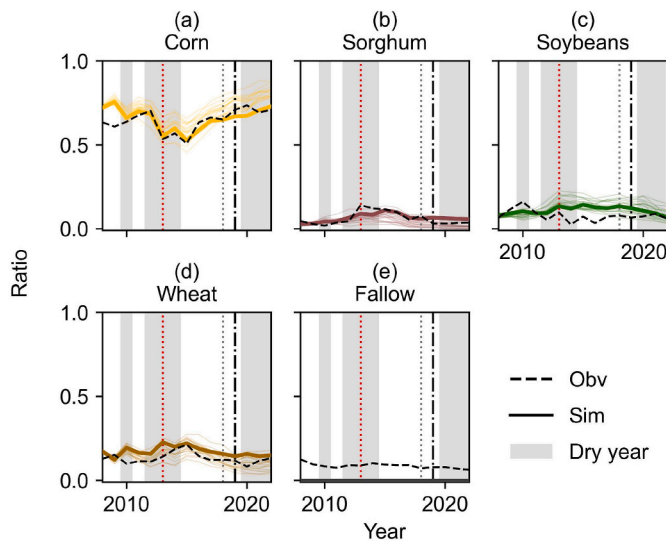 (a)
Corn
(b)
Sorghum
(c)
Soybeans
1.0
0.5
0.0
2010
2020
(d)
Wheat
(e)
Fallow
1.0
0.5
0.0
2010
2020
2010
2020
Ratio
Year
Obv
Sim
Dry year